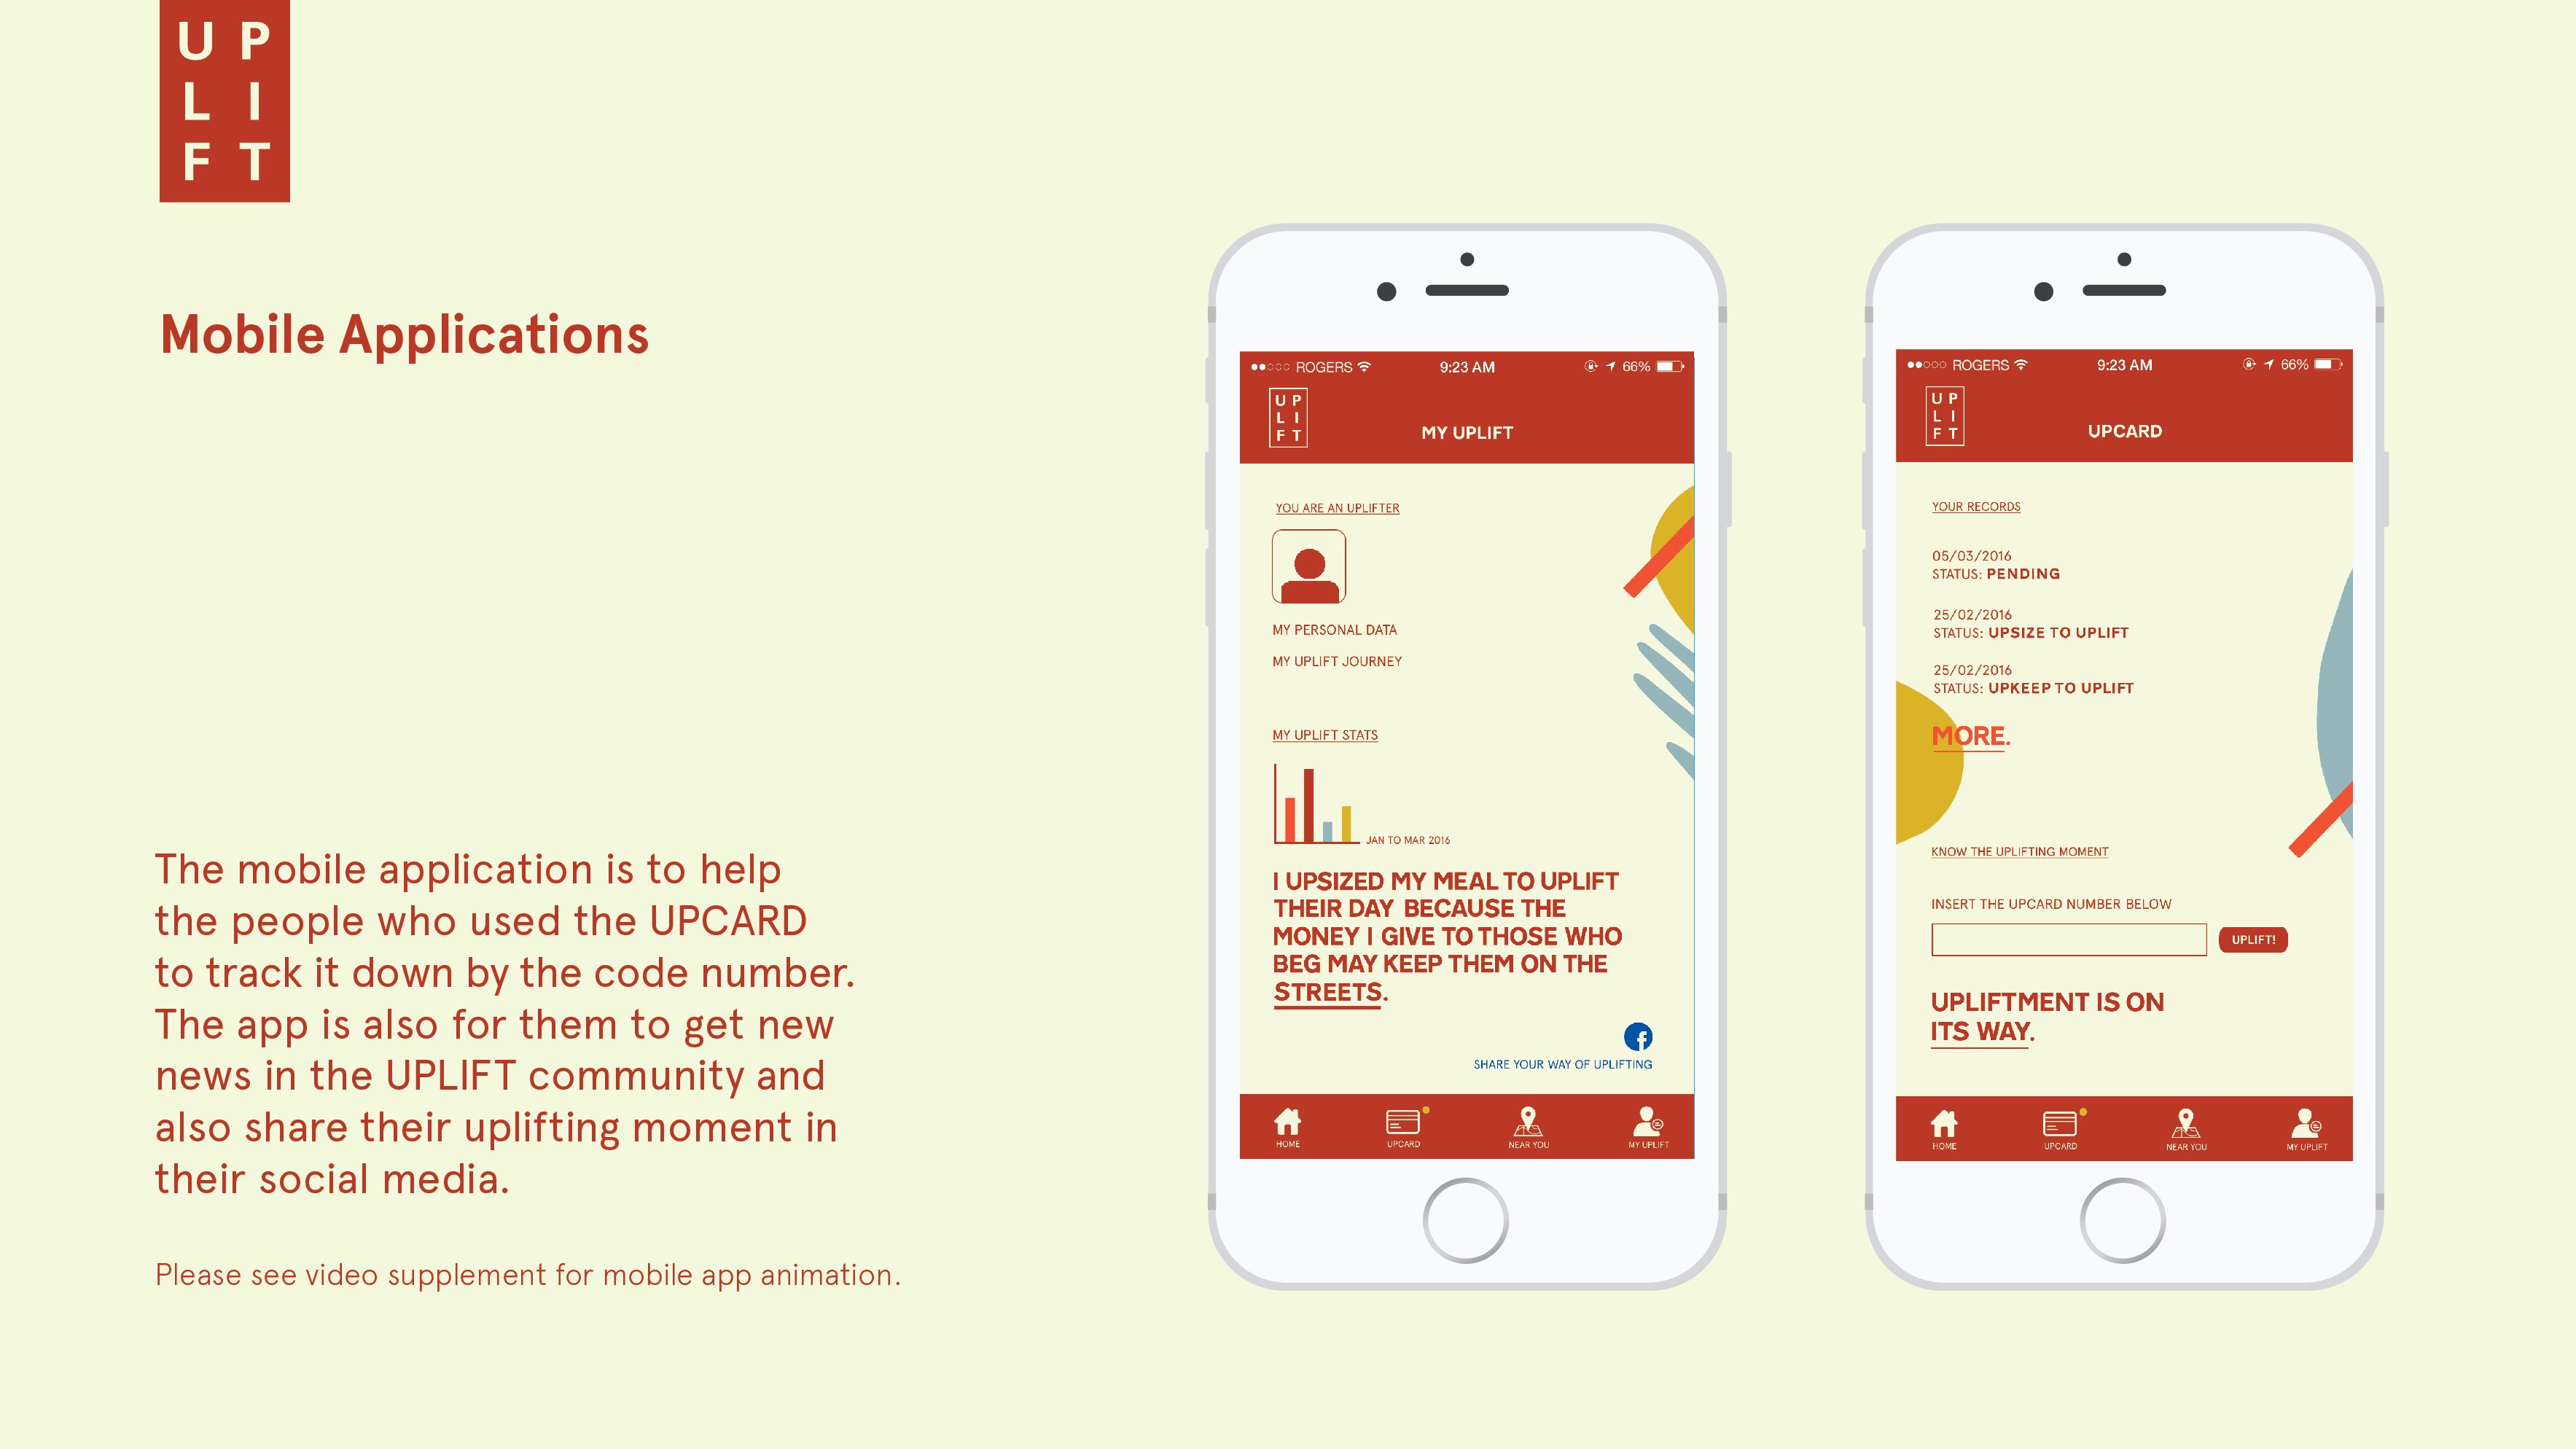 U P
L I
F T
Mobile Applications
The mobile application is to help
the people who used the UPCARD
to track it down by the code number.
The app is also for them to get new
news in the UPLIFT community and
also share their uplifting moment in
their social media.
Please see video supplement for mobile app animation.
ROGERS 9:23 AM 66%
U P
L I
F T
MY UPLIFT
YOU ARE AN UPLIFTER
MY PERSONAL DATA
MY UPLIFT JOURNEY
MY UPLIFT STATS
JAN TO MAR 2016
I UPSIZED MY MEAL TO UPLIFT
THEIR DAY BECAUSE THE
MONEY I GIVE TO THOSE WHO
BEG MAY KEEP THEM ON THE
STREETS.
SHARE YOUR WAY OF UPLIFTING
HOME UPCARD NEAR YOU MY UPLIFT
ROGERS 9:23 AM 66%
U P
L I
F T
UPCARD
YOUR RECORDS
05/03/2016
STATUS: PENDING
25/02/2016
STATUS: UPSIZE TO UPLIFT
25/02/2016
STATUS: UPKEEP TO UPLIFT
MORE.
KNOW THE UPLIFTING MOMENT
INSERT THE UPCARD NUMBER BELOW
UPLIFT!
UPLIFTMENT IS ON
ITS WAY.
HOME UPCARD NEAR YOU MY UPLIFT